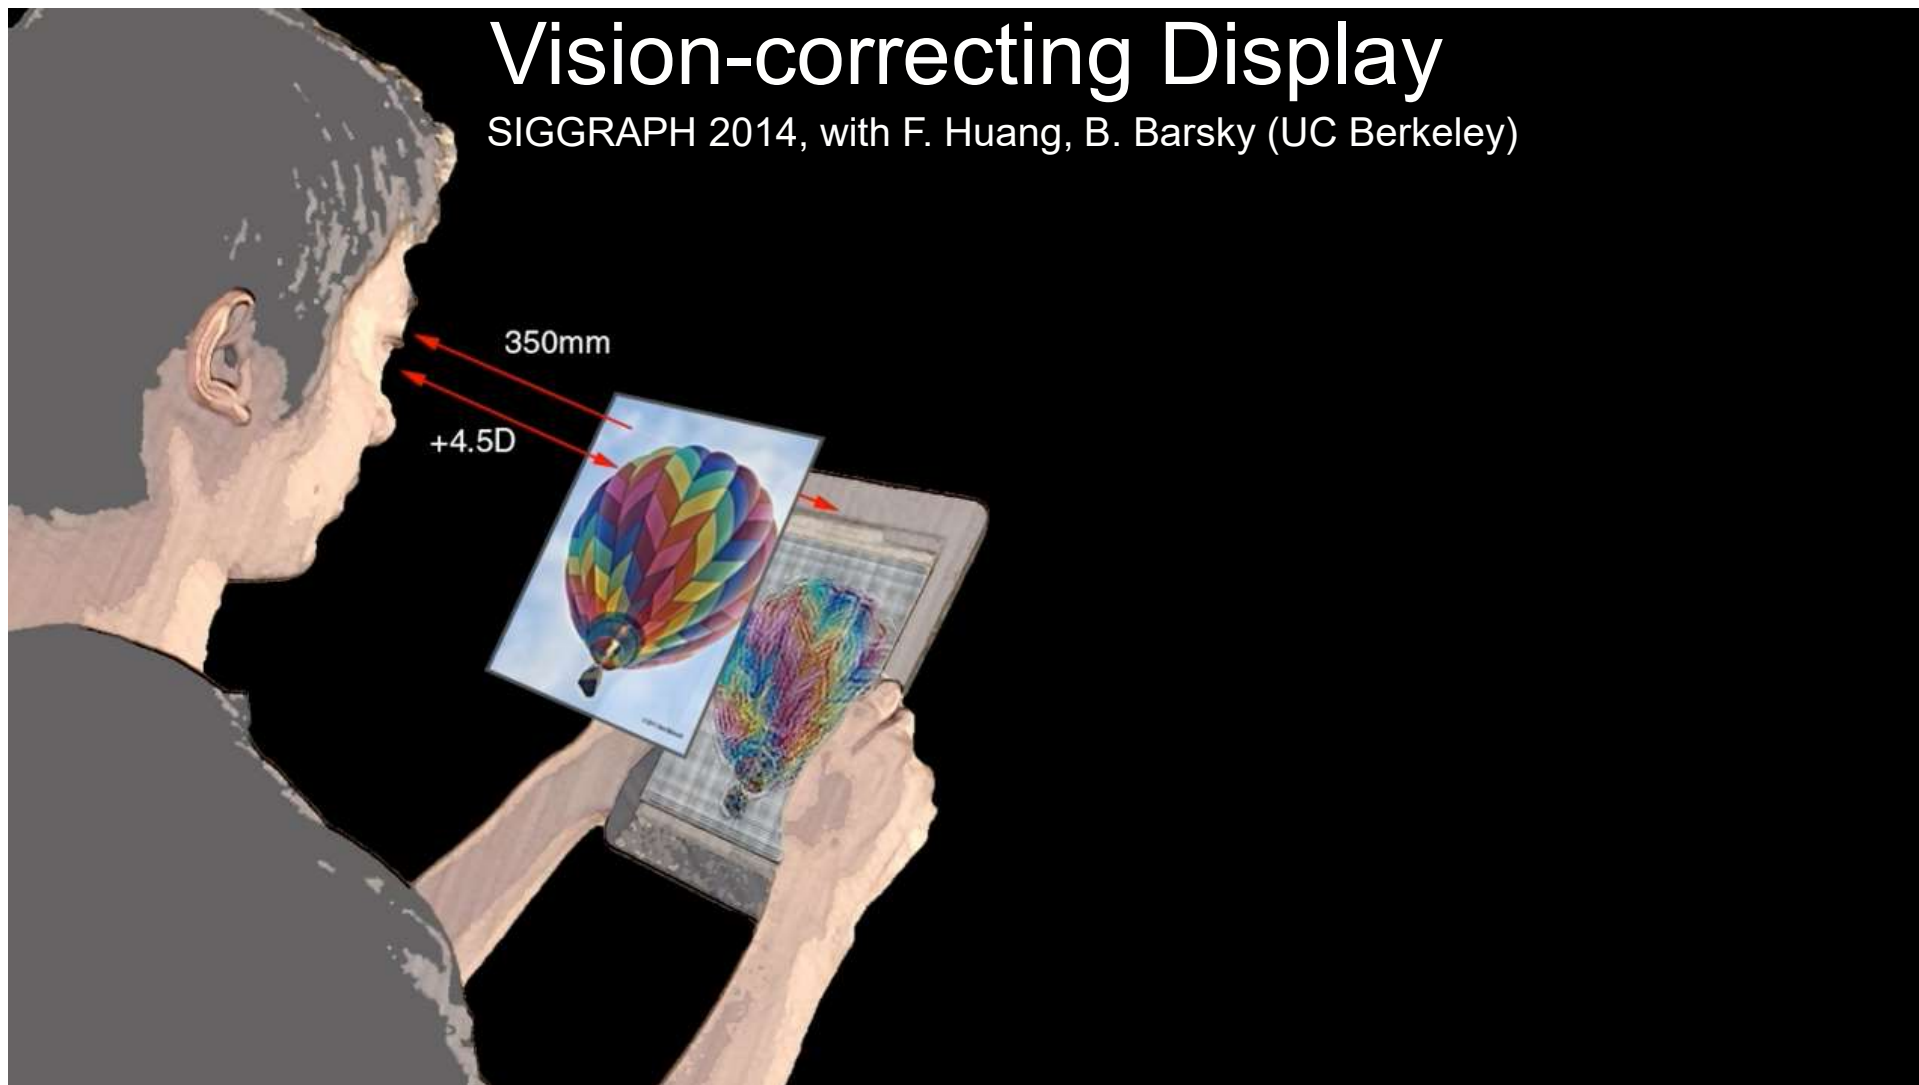 Vision-correcting Display
SIGGRAPH 2014, with F. Huang, B. Barsky (UC Berkeley)
350mm
+4.5D